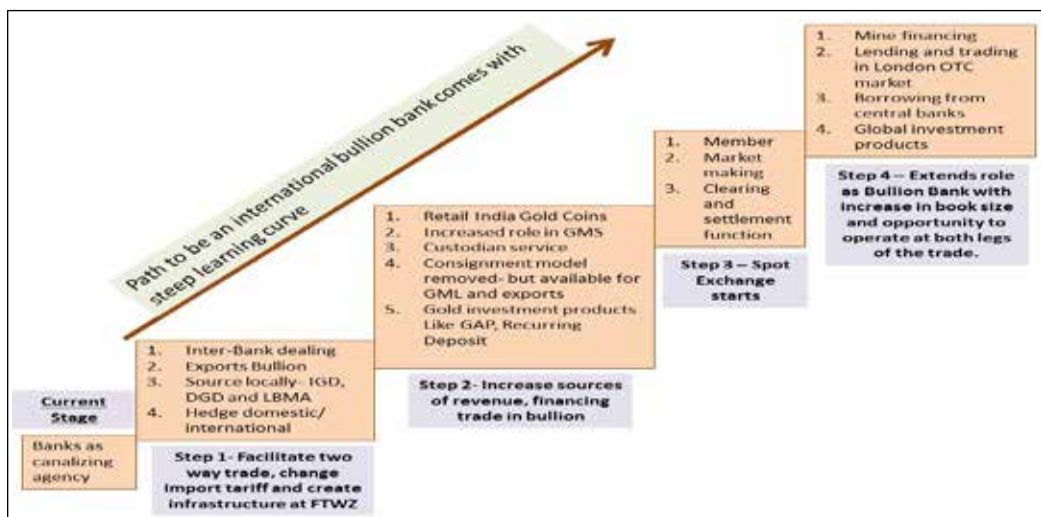 Path to be an international bullion bank comes with
steep learning curve
Current
Stage
Banks as
canalizing
agency
1. Inter-Bank dealing
2. Exports Bullion
3. Source locally- IGD,
DGD and LBMA
4. Hedge domestic/
international
Step 1- Facilitate two
way trade, change
import tariff and create
infrastructure at FTWZ
1. Retail India Gold Coins
2. Increased role in GMS
3. Custodian service
4. Consignment model
removed- but available for
GML and exports
5. Gold investment products
Like GAP, Recurring
Deposit
Step 2- Increase sources
of revenue, financing
trade in bullion
1. Member
2. Market
making
3. Clearing
and
settlement
function
Step 3 – Spot
Exchange
starts
1. Mine financing
2. Lending and trading
in London OTC
market
3. Borrowing from
central banks
4. Global investment
products
Step 4 – Extends role
as Bullion Bank with
increase in book size
and opportunity to
operate at both legs
of the trade.